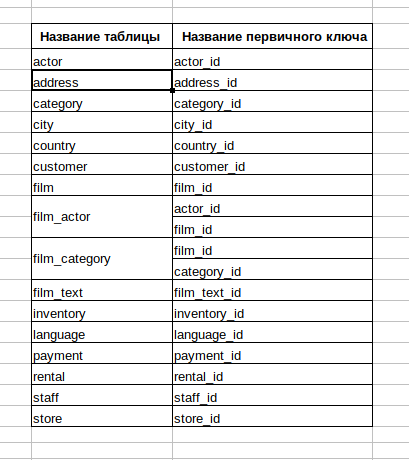 Название таблицы Название первичного ключа
actor actor_id
address address_id
category category_id
city city_id
country country_id
customer customer_id
film film_id
film_actor actor_id
film_id
film_category film_id
category_id
film_text film_text_id
inventory inventory_id
language language_id
payment payment_id
rental rental_id
staff staff_id
store store_id